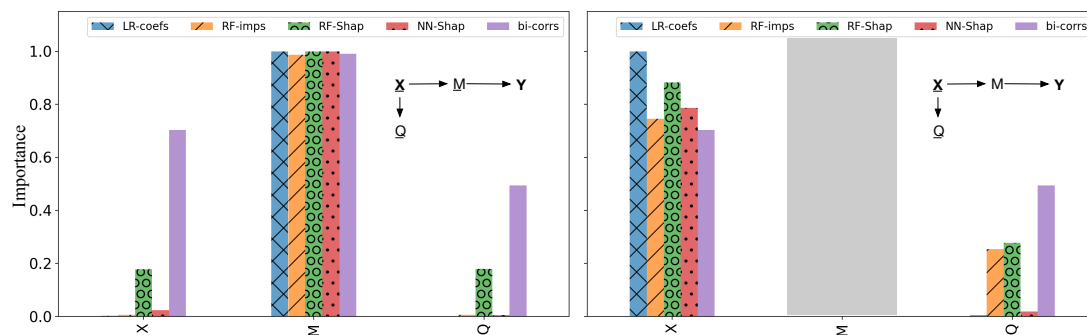 LR-coefs RF-imps RF-Shap NN-Shap bi-corrs
Importance
1.0
0.8
0.6
0.4
0.2
0.0
X M Y
Q
X M Q
LR-coefs RF-imps RF-Shap NN-Shap bi-corrs
X M Y
Q
X M Q